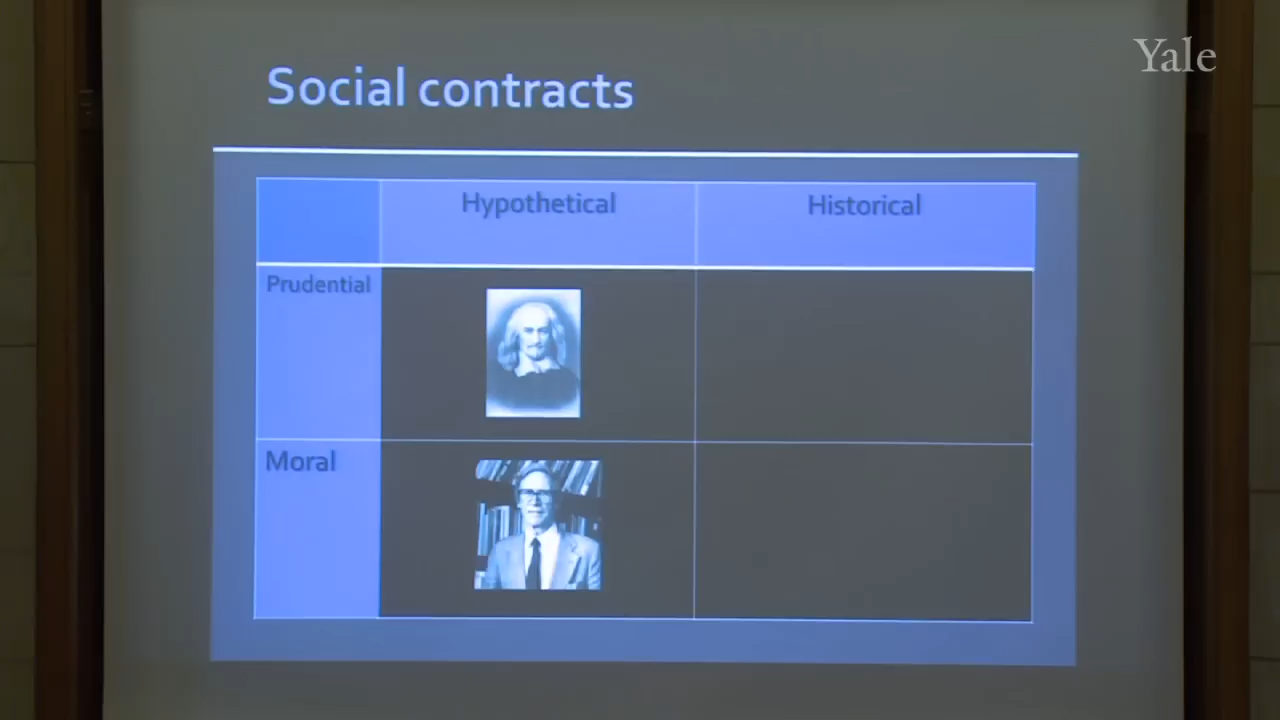 Yale
Social contracts
Hypothetical
Historical
Prudential
Moral